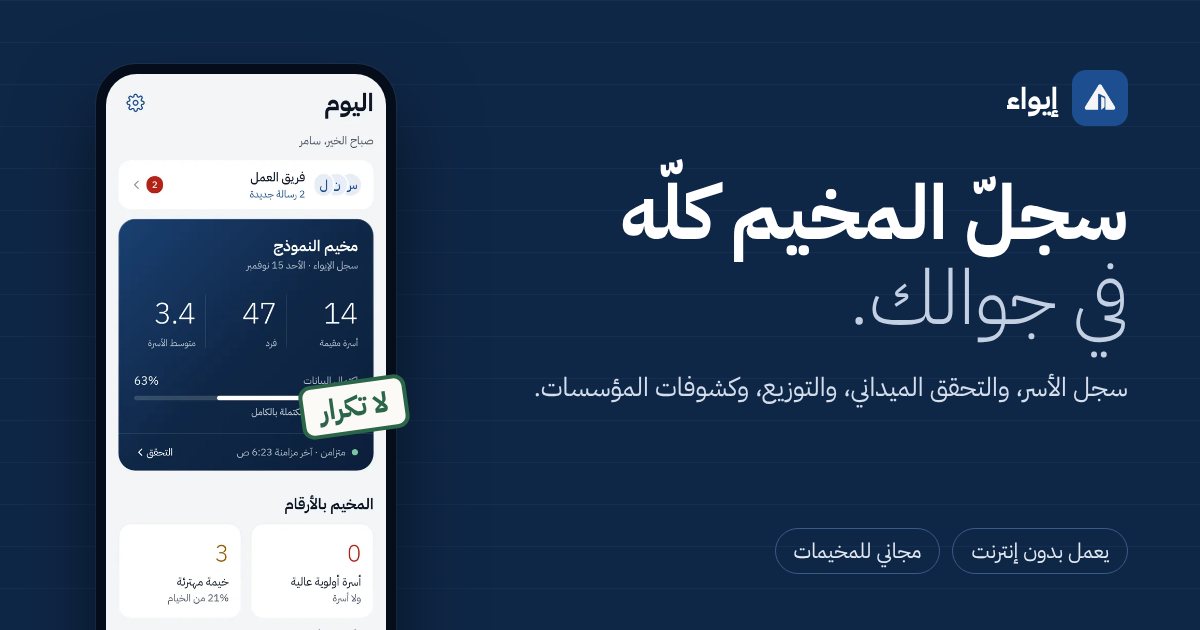 إيواء
سجلّ المخيم كلّه
في جوالك.
سجل الأسر، والتحقق الميداني، والتوزيع، وكشوفات المؤسسات.
يعمل بدون إنترنت
مجاني للمخيمات
اليوم
صباح الخير، سامر
س ن ل
فريق العمل
2 رسالة جديدة
2
مخيم النموذج
سجل الإيواء · الأحد 15 نوفمبر
14 47 3.4
أسرة مقيمة فرد متوسط الأسرة
البيانات 63%
بالكامل
لا تكرار
متزامن · آخر مزامنة 6:23 ص التحقق
المخيم بالأرقام
0 3
أسرة أولوية عالية خيمة مهترئة
ولا أسرة 21% من الخيام